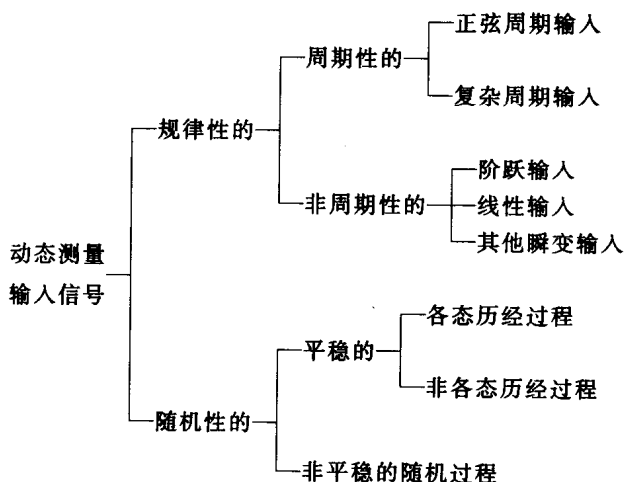 正弦周期输入
周期性的
复杂周期输入
规律性的
阶跃输入
非周期性的
线性输入
其他瞬变输入
动态测量
输入信号
各态历经过程
平稳的
非各态历经过程
随机性的
非平稳的随机过程